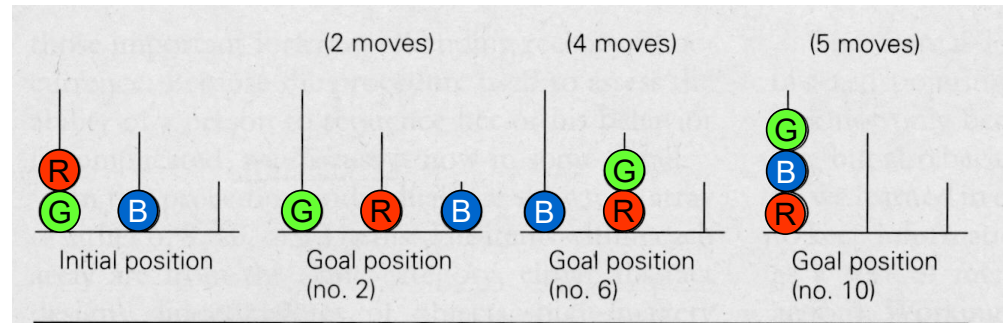 (2 moves) (4 moves) (5 moves)
R G B G R B B G R G B R
Initial position Goal position Goal position Goal position
(no. 2) (no. 6) (no. 10)